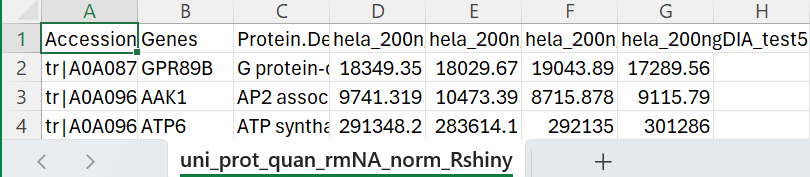 A B C D E F G H
1 Accession Genes Protein.De hela_200n hela_200n hela_200n hela_200ngDIA_test5
2 tr|A0A087 GPR89B G protein-c 18349.35 18029.67 19043.89 17289.56
3 tr|A0A096 AAK1 AP2 assoc 9741.319 10473.39 8715.878 9115.79
4 tr|A0A096 ATP6 ATP syntha 291348.2 283614.1 292135 301286
uni_prot_quan_rmNA_norm_Rshiny